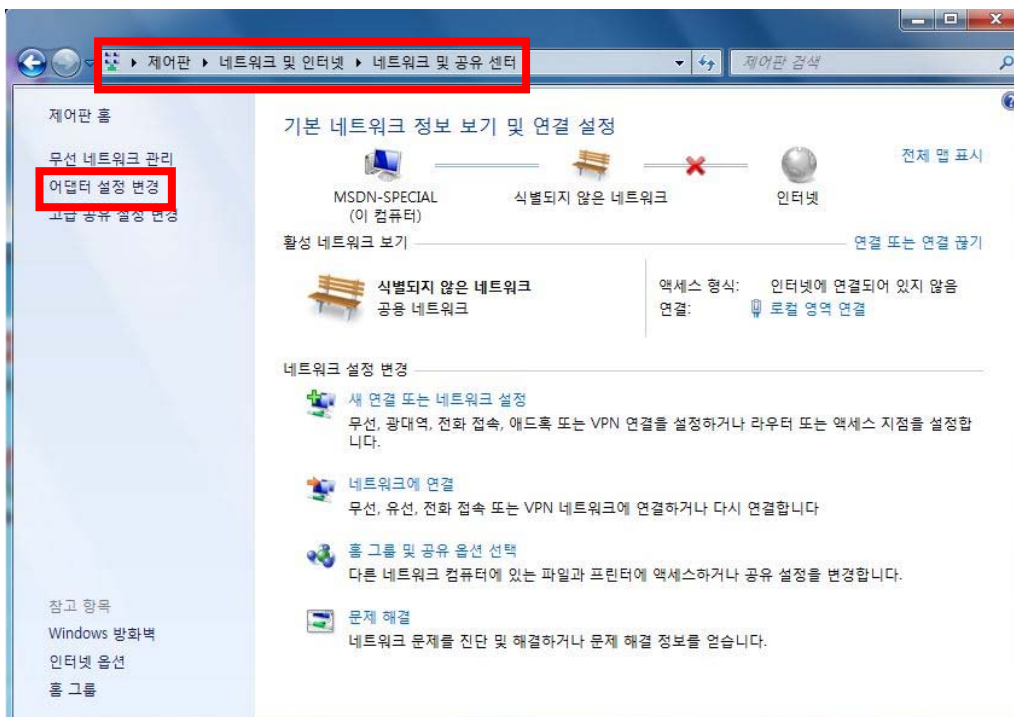 제어판 ▸ 네트워크 및 인터넷 ▸ 네트워크 및 공유 센터
제어판 검색
제어판 홈
무선 네트워크 관리
어댑터 설정 변경
고급 공유 설정 변경
기본 네트워크 정보 보기 및 연결 설정
전체 맵 표시
MSDN-SPECIAL
(이 컴퓨터)
식별되지 않은 네트워크
인터넷
활성 네트워크 보기
연결 또는 연결 끊기
식별되지 않은 네트워크
공용 네트워크
액세스 형식: 인터넷에 연결되어 있지 않음
연결: 로컬 영역 연결
네트워크 설정 변경
새 연결 또는 네트워크 설정
무선, 광대역, 전화 접속, 애드혹 또는 VPN 연결을 설정하거나 라우터 또는 액세스 지점을 설정합
니다.
네트워크에 연결
무선, 유선, 전화 접속 또는 VPN 네트워크에 연결하거나 다시 연결합니다
홈 그룹 및 공유 옵션 선택
다른 네트워크 컴퓨터에 있는 파일과 프린터에 액세스하거나 공유 설정을 변경합니다.
문제 해결
네트워크 문제를 진단 및 해결하거나 문제 해결 정보를 얻습니다.
참고 항목
Windows 방화벽
인터넷 옵션
홈 그룹